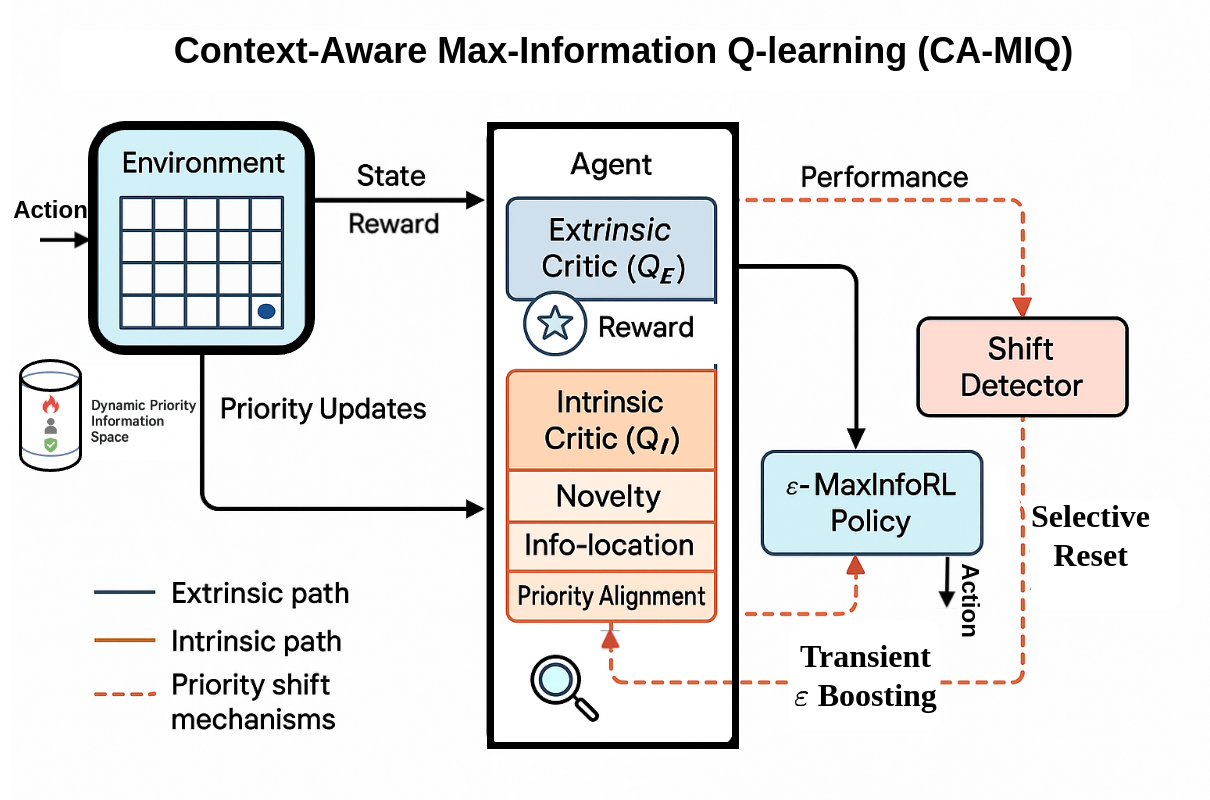 Context-Aware Max-Information Q-learning (CA-MIQ)
Action
Environment
State
Reward
Dynamic Priority
Information
Space
Priority Updates
Agent
Extrinsic
Critic (Q_E)
Reward
Intrinsic
Critic (Q_I)
Novelty
Info-location
Priority Alignment
Performance
Shift
Detector
ε-MaxInfoRL
Policy
Action
Selective
Reset
Transient
ε Boosting
Extrinsic path
Intrinsic path
Priority shift
mechanisms